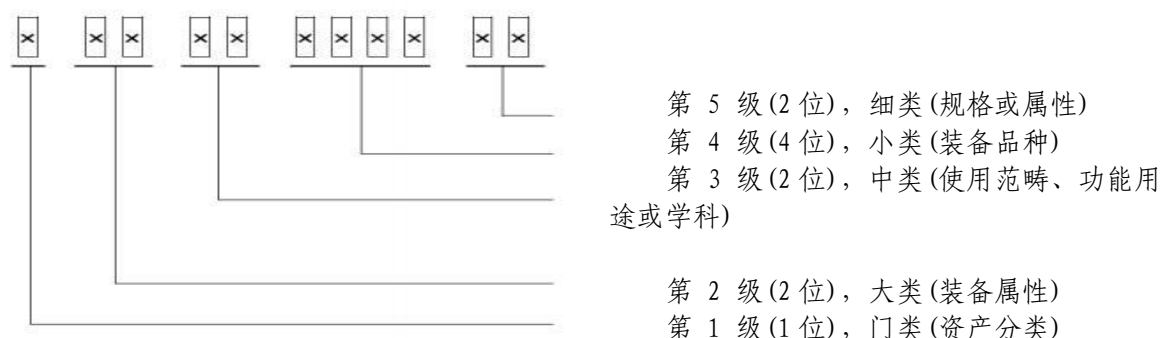 × ×× ×× ×××× ××
第 5 级(2 位)，细类(规格或属性)
第 4 级(4 位)，小类(装备品种)
第 3 级(2 位)，中类(使用范畴、功能用
途或学科)
第 2 级(2 位)，大类(装备属性)
第 1 级(1 位)，门类(资产分类)